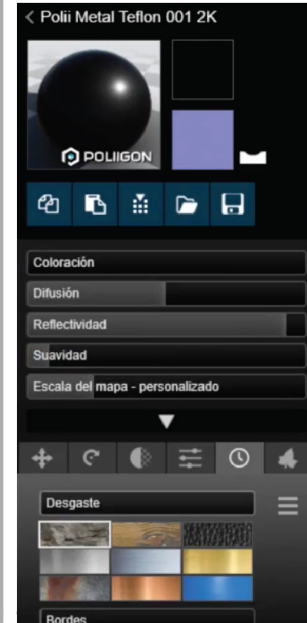 Polii Metal Teflon 001 2K
POLIIGON
Coloración
Difusión
Reflectividad
Suavidad
Escala del mapa - personalizado
Desgaste
Bordes